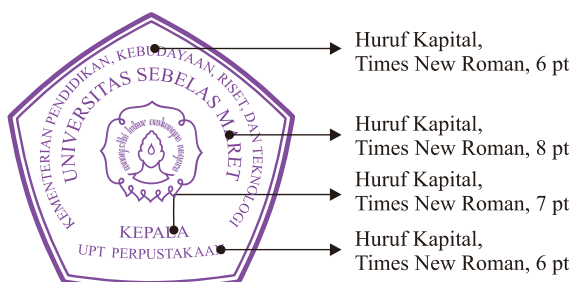 KEMENTERIAN PENDIDIKAN, KEBUDAYAAN, RISET, DAN TEKNOLOGI
UNIVERSITAS SEBELAS MARET
KEPALA
UPT PERPUSTAKAAN
Huruf Kapital,
Times New Roman, 6 pt
Huruf Kapital,
Times New Roman, 8 pt
Huruf Kapital,
Times New Roman, 7 pt
Huruf Kapital,
Times New Roman, 6 pt